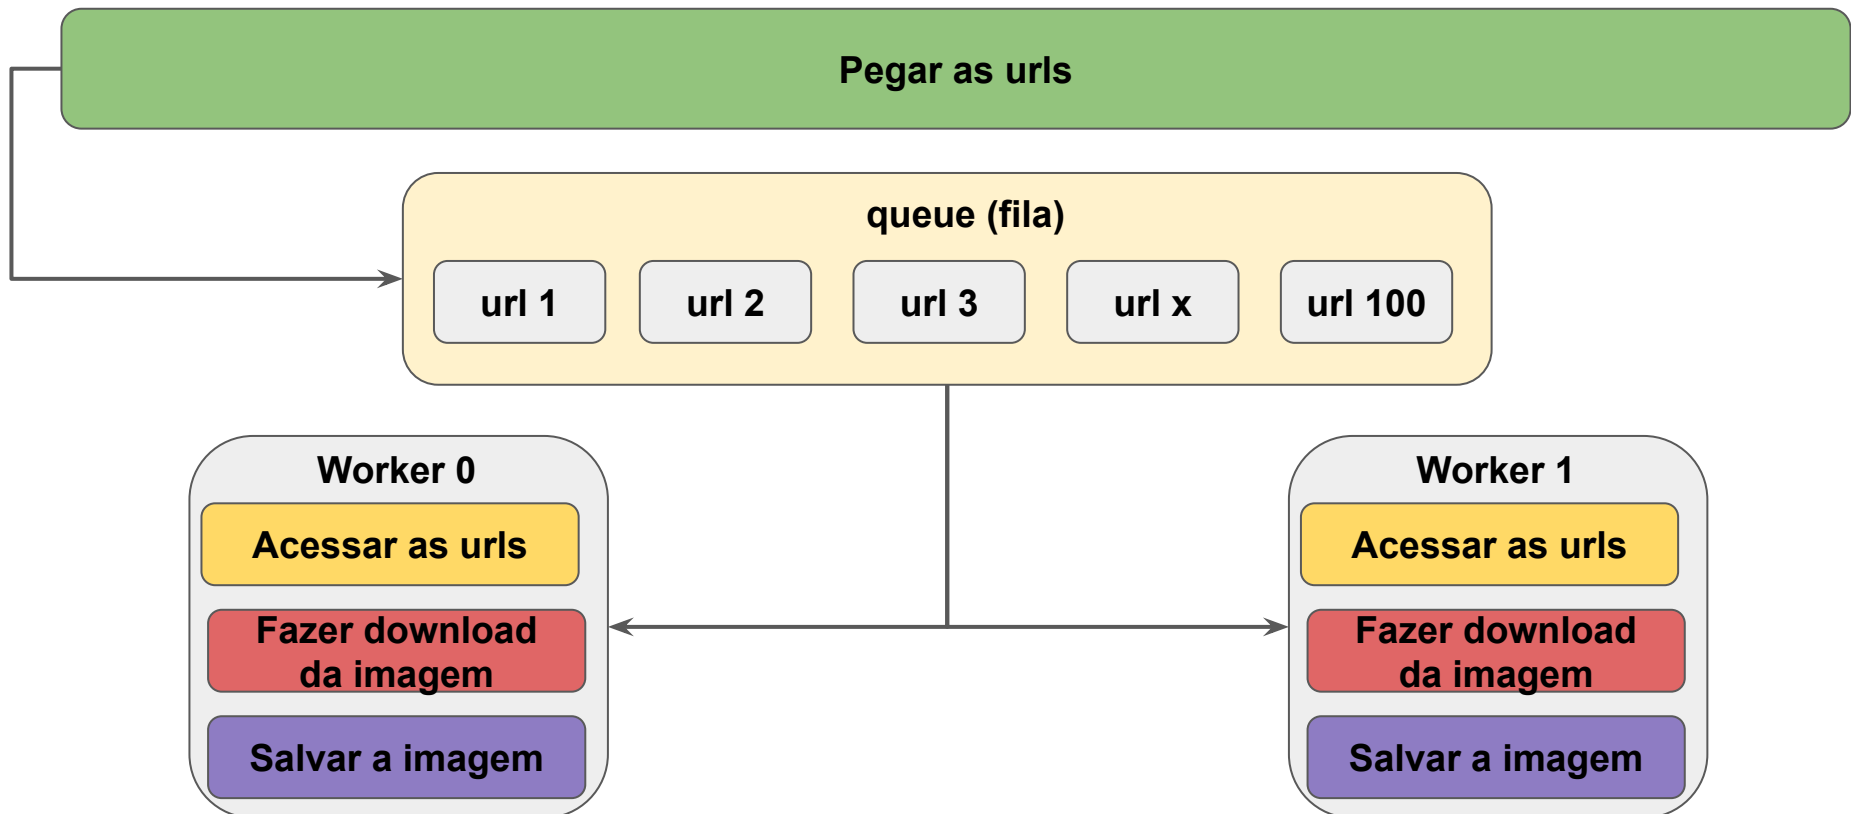 Pegar as urls
queue (fila)
url 1
url 2
url 3
url x
url 100
Worker 0
Acessar as urls
Fazer download
da imagem
Salvar a imagem
Worker 1
Acessar as urls
Fazer download
da imagem
Salvar a imagem